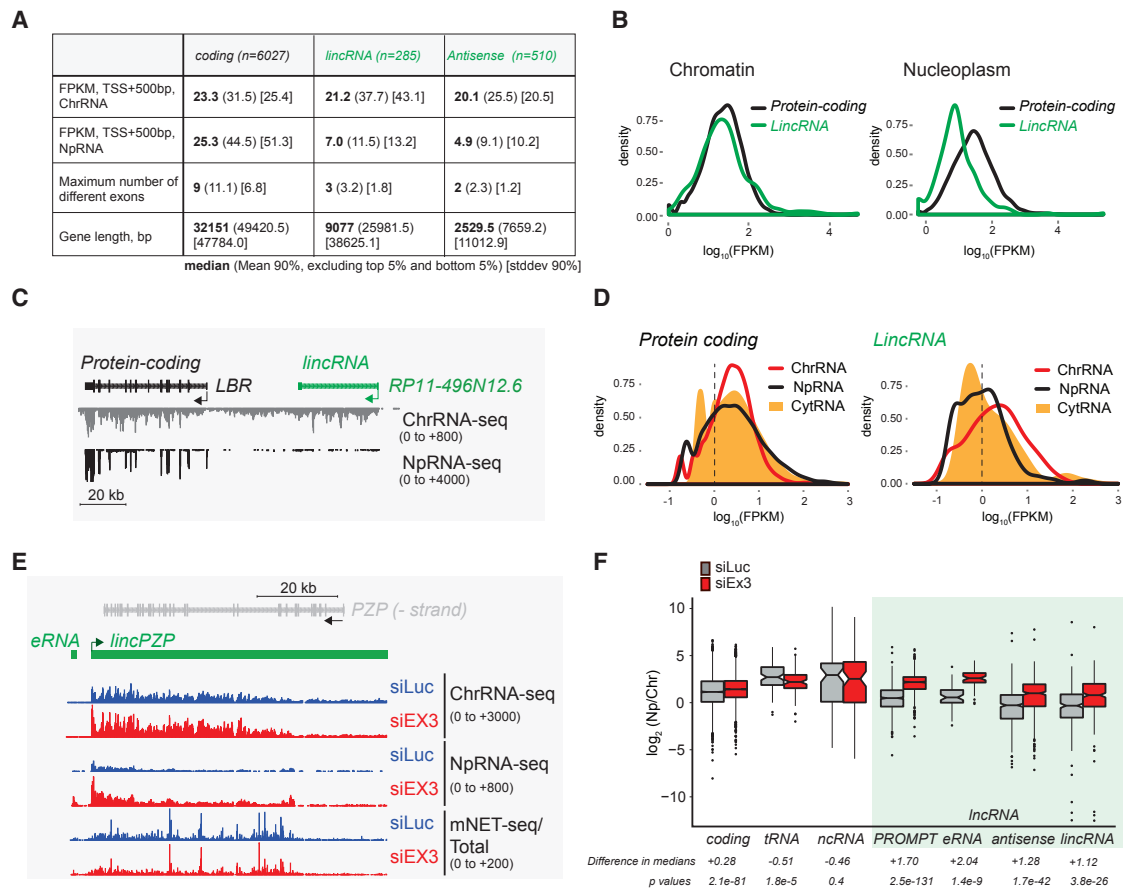 A
coding (n=6027) lincRNA (n=285) Antisense (n=510)
FPKM, TSS+500bp, ChrRNA 23.3 (31.5) [25.4] 21.2 (37.7) [43.1] 20.1 (25.5) [20.5]
FPKM, TSS+500bp, NpRNA 25.3 (44.5) [51.3] 7.0 (11.5) [13.2] 4.9 (9.1) [10.2]
Maximum number of different exons 9 (11.1) [6.8] 3 (3.2) [1.8] 2 (2.3) [1.2]
Gene length, bp 32151 (49420.5) [47784.0] 9077 (25981.5) [38625.1] 2529.5 (7659.2) [11012.9]
median (Mean 90%, excluding top 5% and bottom 5%) [stddev 90%]
B
Chromatin
Protein-coding
LincRNA
density
0.75
0.50
0.25
0.00
0 2 4
log10(FPKM)
Nucleoplasm
Protein-coding
LincRNA
density
0.75
0.50
0.25
0.00
0 2 4
log10(FPKM)
C
Protein-coding
lincRNA
LBR
RP11-496N12.6
ChrRNA-seq
(0 to +800)
NpRNA-seq
(0 to +4000)
20 kb
D
Protein coding
ChrRNA
NpRNA
CytRNA
density
0.75
0.50
0.25
0.00
-1 0 1 2 3
log10(FPKM)
LincRNA
ChrRNA
NpRNA
CytRNA
density
0.75
0.50
0.25
0.00
-1 0 1 2 3
log10(FPKM)
E
20 kb
PZP (- strand)
eRNA
lincPZP
siLuc
siEX3
ChrRNA-seq
(0 to +3000)
siLuc
siEX3
NpRNA-seq
(0 to +800)
siLuc
siEX3
mNET-seq/
Total
(0 to +200)
F
siLuc
siEx3
log2 (Np/Chr)
10
5
0
−5
−10
lncRNA
coding tRNA ncRNA PROMPT eRNA antisense lincRNA
Difference in medians +0.28 -0.51 -0.46 +1.70 +2.04 +1.28 +1.12
p values 2.1e-81 1.8e-5 0.4 2.5e-131 1.4e-9 1.7e-42 3.8e-26